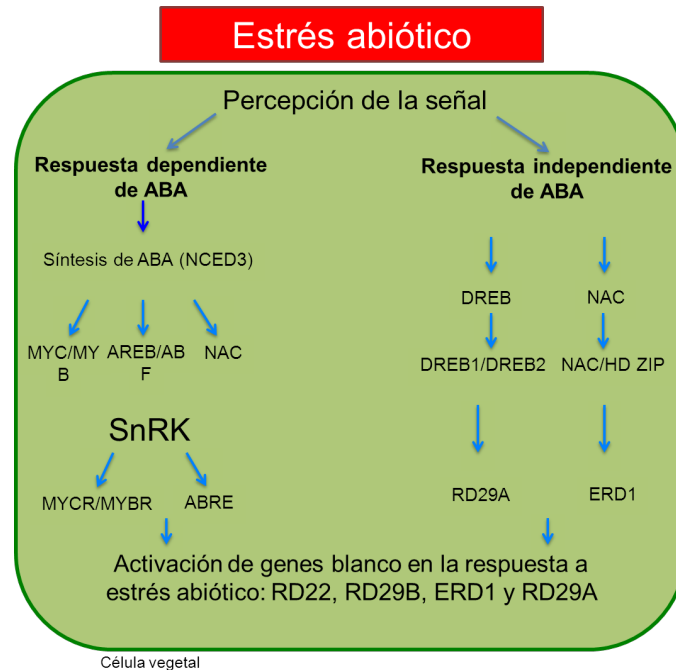 Estrés abiótico
Percepción de la señal
Respuesta dependiente
de ABA
Respuesta independiente
de ABA
Síntesis de ABA (NCED3)
DREB
NAC
MYC/MY
B
AREB/AB
F
NAC
DREB1/DREB2
NAC/HD ZIP
SnRK
MYCR/MYBR
ABRE
RD29A
ERD1
Activación de genes blanco en la respuesta a
estrés abiótico: RD22, RD29B, ERD1 y RD29A
Célula vegetal